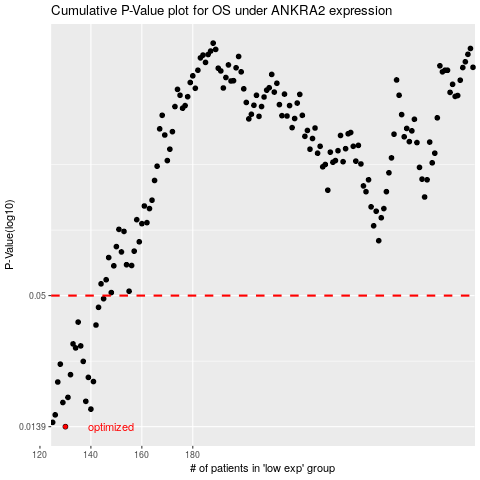 Cumulative P-Value plot for OS under ANKRA2 expression
P-Value(log10)
0.05
0.0139
optimized
120 140 160 180
# of patients in 'low exp' group